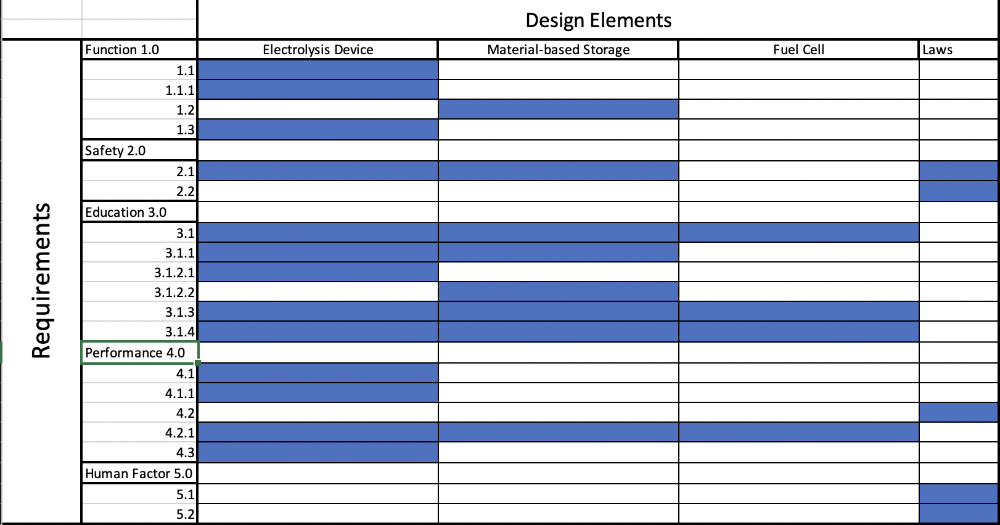 Design Elements
Requirements
Function 1.0 Electrolysis Device Material-based Storage Fuel Cell Laws
1.1
1.1.1
1.2
1.3
Safety 2.0
2.1
2.2
Education 3.0
3.1
3.1.1
3.1.2.1
3.1.2.2
3.1.3
3.1.4
Performance 4.0
4.1
4.1.1
4.2
4.2.1
4.3
Human Factor 5.0
5.1
5.2